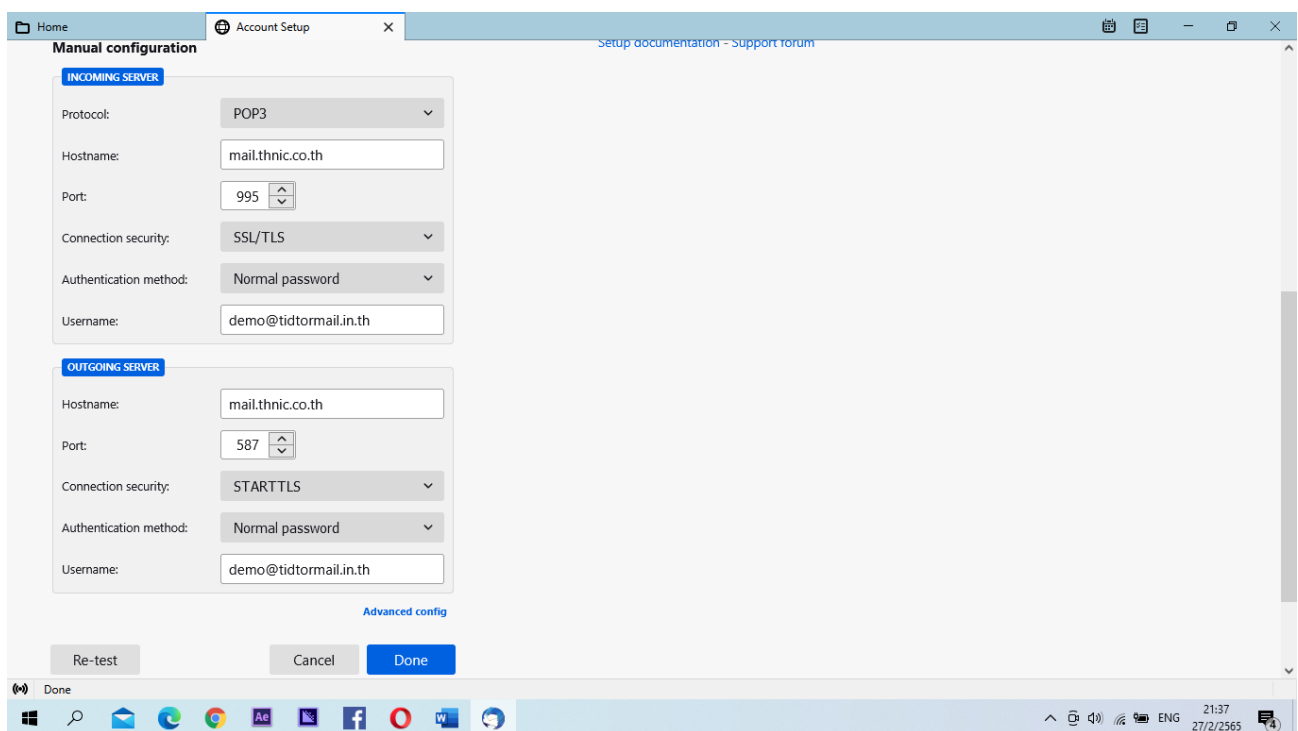 Home
Account Setup
Manual configuration
Setup documentation - Support forum
INCOMING SERVER
Protocol: POP3
Hostname: mail.thnic.co.th
Port: 995
Connection security: SSL/TLS
Authentication method: Normal password
Username: demo@tidtormail.in.th
OUTGOING SERVER
Hostname: mail.thnic.co.th
Port: 587
Connection security: STARTTLS
Authentication method: Normal password
Username: demo@tidtormail.in.th
Advanced config
Re-test Cancel Done
Done
Ae
W
ENG
21:37
27/2/2565
4